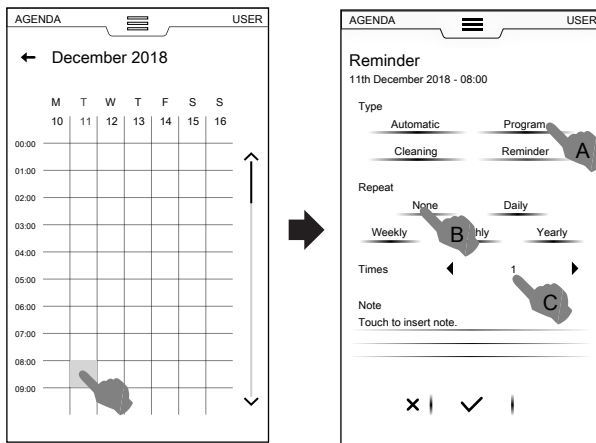 AGENDA USER
December 2018
M T W T F S S
10 11 12 13 14 15 16
00:00
01:00
02:00
03:00
04:00
05:00
06:00
07:00
08:00
09:00
AGENDA USER
Reminder
11th December 2018 - 08:00
Type
Automatic Program
Cleaning Reminder
A
Repeat
None Daily
Weekly hly Yearly
B
Times 1
C
Note
Touch to insert note.